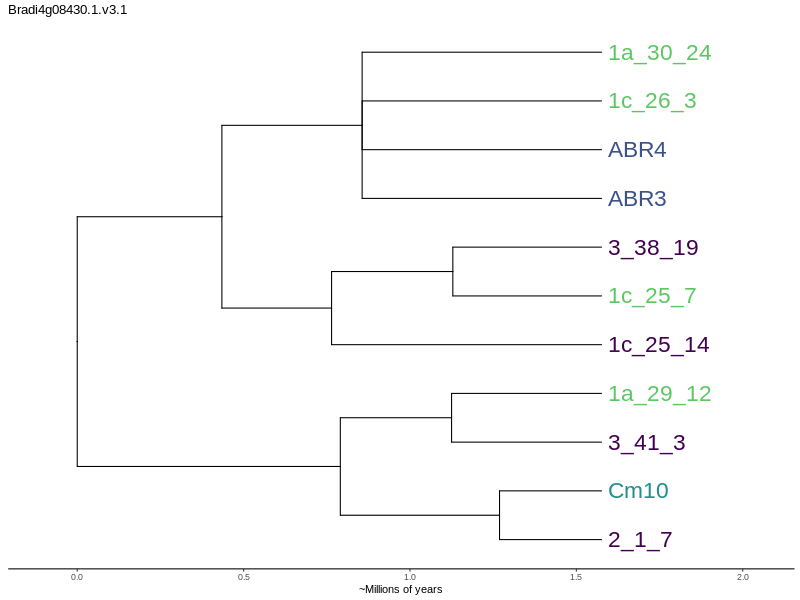 Bradi4g08430.1.v3.1
1a_30_24
1c_26_3
ABR4
ABR3
3_38_19
1c_25_7
1c_25_14
1a_29_12
3_41_3
Cm10
2_1_7
0.0 0.5 1.0 1.5 2.0
~Millions of years